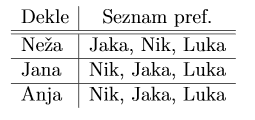 Dekle Seznam pref.
Neža Jaka, Nik, Luka
Jana Nik, Jaka, Luka
Anja Nik, Jaka, Luka